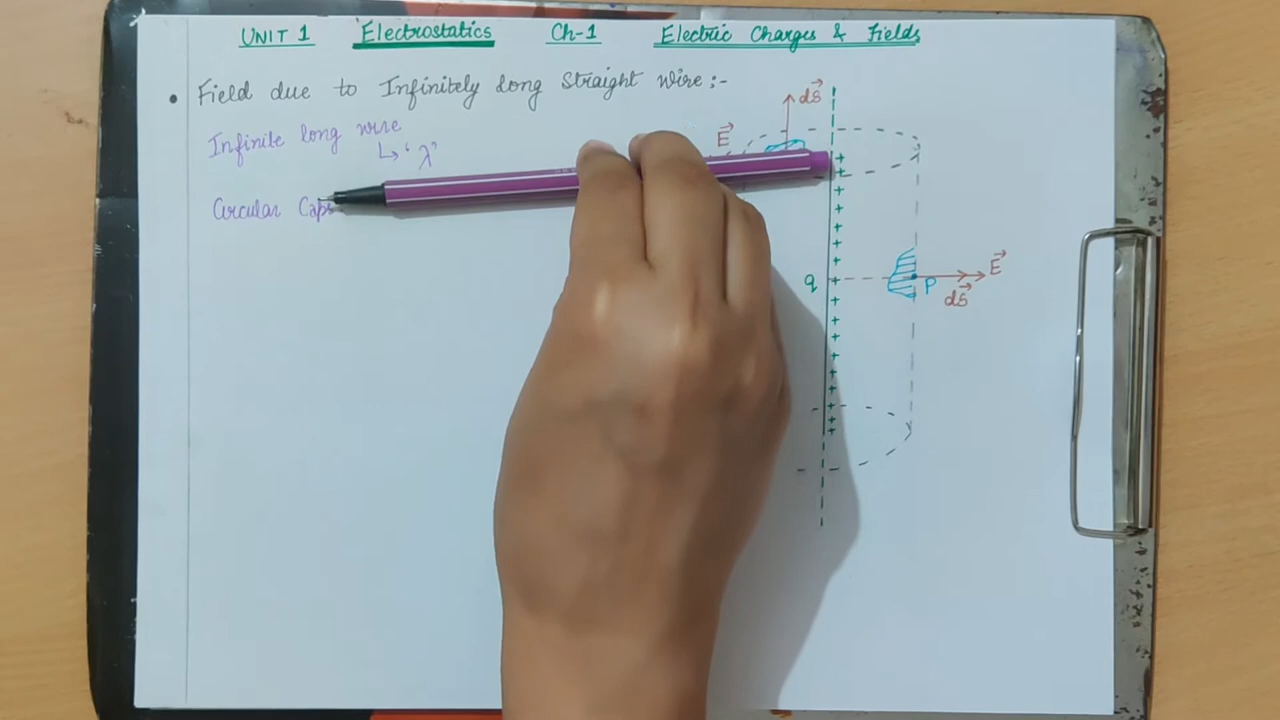 UNIT 1 Electrostatics Ch-1 Electric Charges & Fields
• Field due to Infinitely long Straight Wire :-
Infinite long wire
↳ ‘λ’
Circular Caps
dS⃗
E⃗
q
P
E⃗
dS⃗